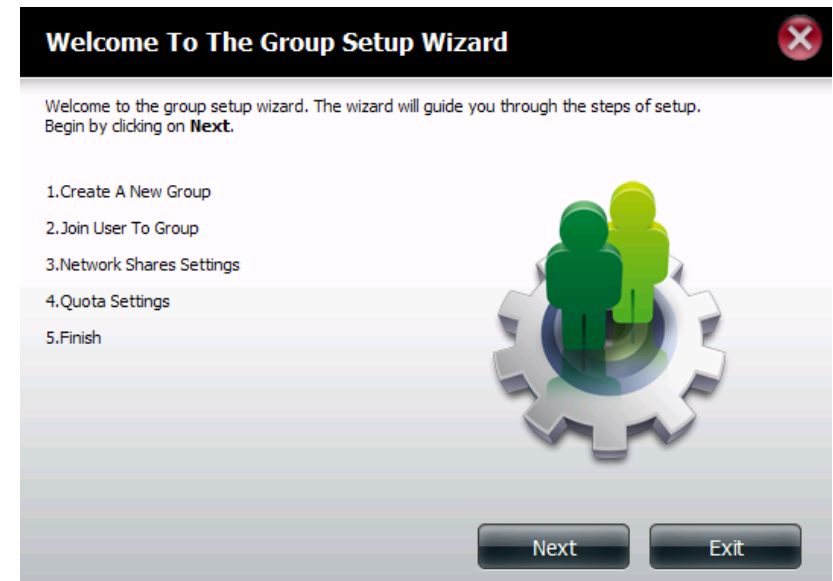 Welcome To The Group Setup Wizard
Welcome to the group setup wizard. The wizard will guide you through the steps of setup.
Begin by clicking on Next.
1.Create A New Group
2.Join User To Group
3.Network Shares Settings
4.Quota Settings
5.Finish
Next
Exit